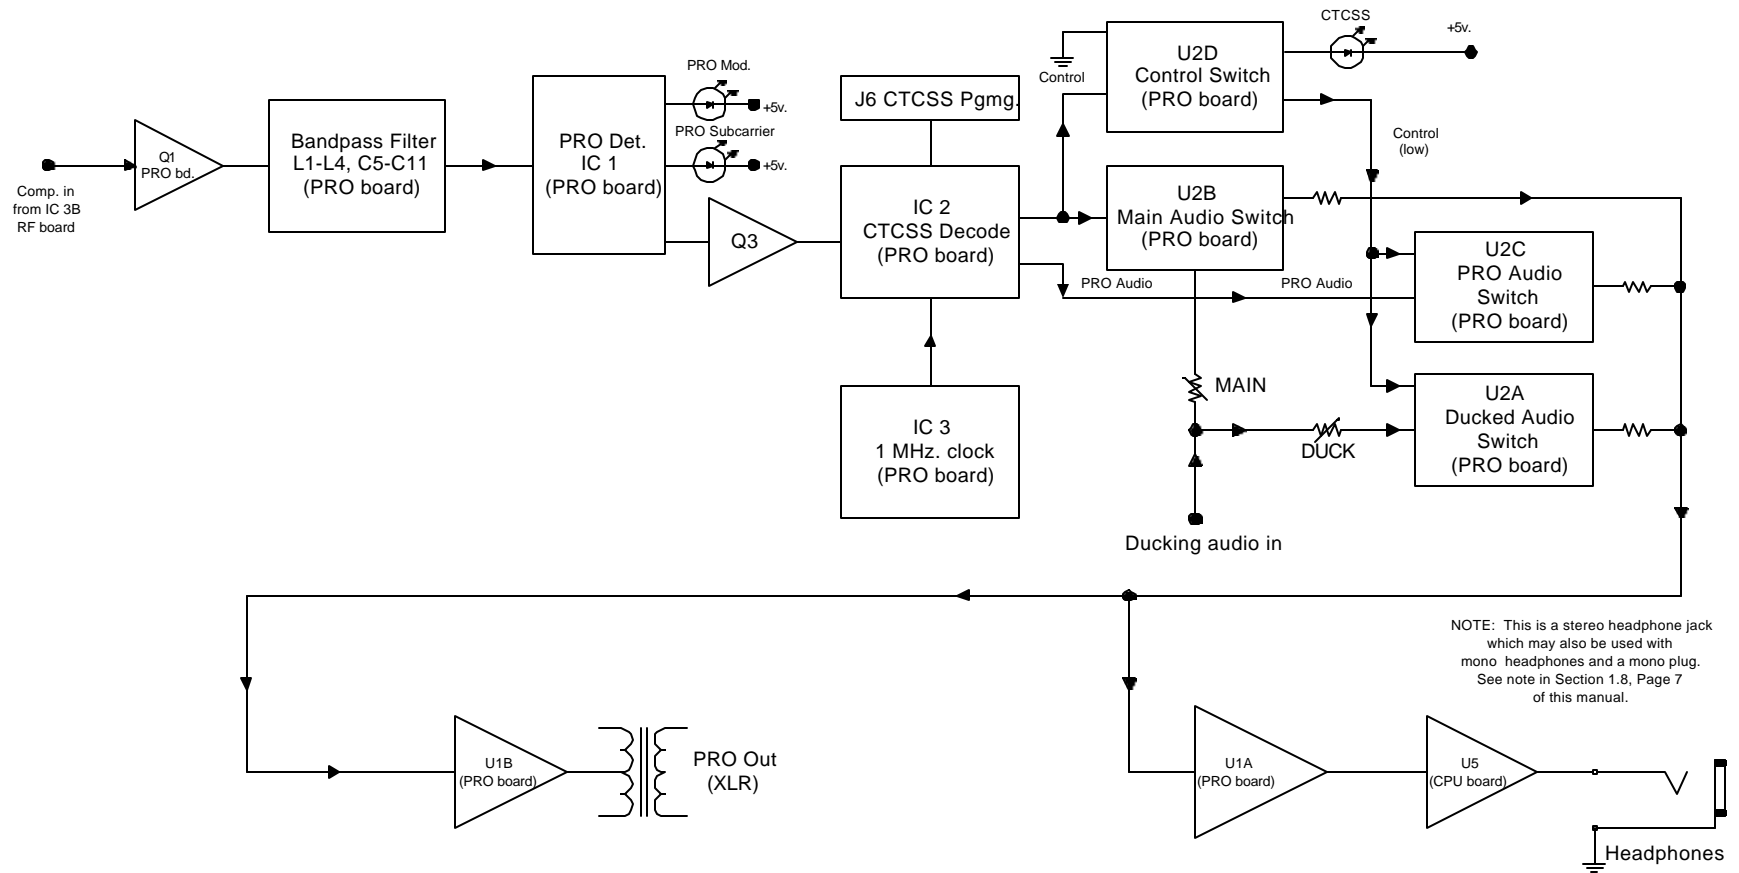 CTCSS
+5v.
U2D
Control Switch
(PRO board)
Control
PRO Mod.
+5v.
PRO Subcarrier
+5v.
J6 CTCSS Pgmg.
Control
(low)
Q1
PRO bd.
Comp. in
from IC 3B
RF board
Bandpass Filter
L1-L4, C5-C11
(PRO board)
PRO Det.
IC 1
(PRO board)
Q3
IC 2
CTCSS Decode
(PRO board)
U2B
Main Audio Switch
(PRO board)
PRO Audio
PRO Audio
U2C
PRO Audio
Switch
(PRO board)
IC 3
1 MHz. clock
(PRO board)
MAIN
DUCK
U2A
Ducked Audio
Switch
(PRO board)
Ducking audio in
NOTE: This is a stereo headphone jack
which may also be used with
mono headphones and a mono plug.
See note in Section 1.8, Page 7
of this manual.
U1B
(PRO board)
PRO Out
(XLR)
U1A
(PRO board)
U5
(CPU board)
Headphones